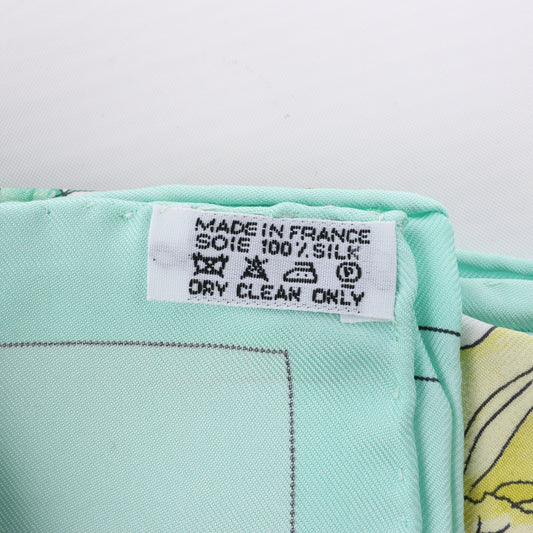 MADE IN FRANCE
SOIE 100% SILK
P
DRY CLEAN ONLY